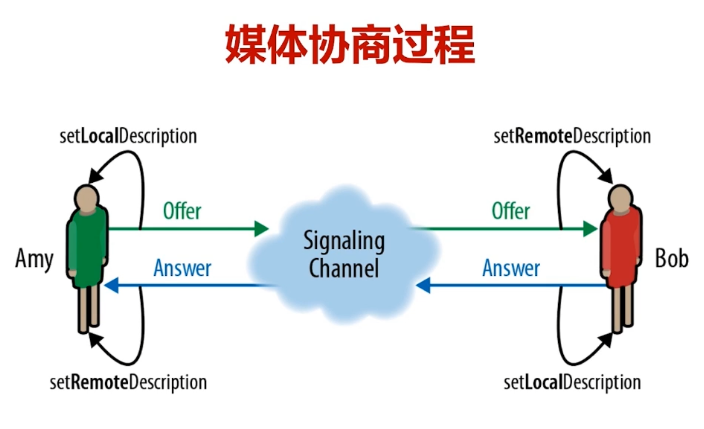 媒体协商过程
setLocalDescription
setRemoteDescription
Offer
Offer
Amy
Signaling
Channel
Bob
Answer
Answer
setRemoteDescription
setLocalDescription